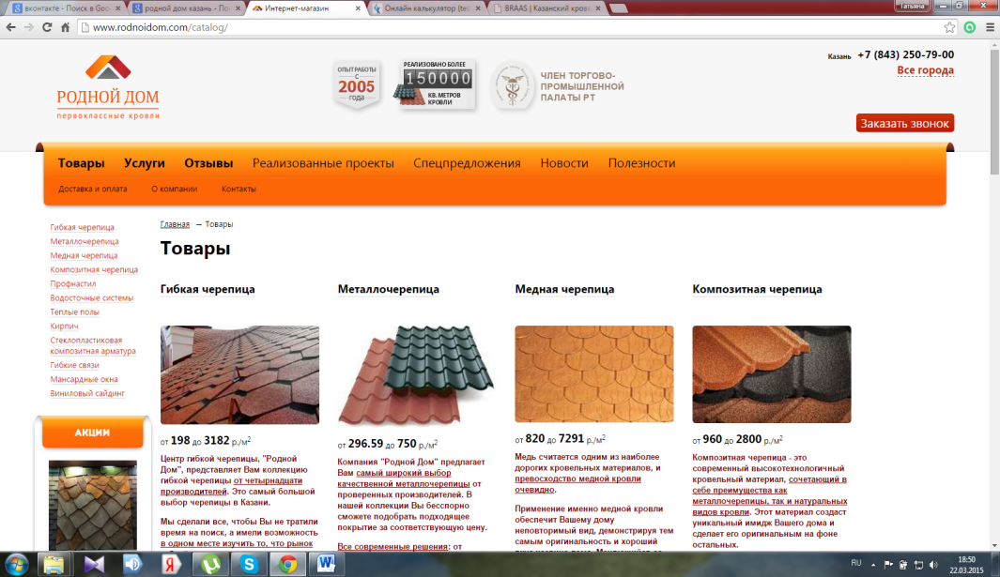 вконтакте - Поиск в Goo
родной дом казань - По
Интернет-магазин
Онлайн калькулятор (tes
BRAAS | Казанский кров
Татьяна
www.rodnoidom.com/catalog/
РОДНОЙ ДОМ
первоклассные кровли
ОПЫТ РАБОТЫ
С
2005
года
РЕАЛИЗОВАНО БОЛЕЕ
150000
КВ. МЕТРОВ
КРОВЛИ
ЧЛЕН ТОРГОВО-
ПРОМЫШЛЕННОЙ
ПАЛАТЫ РТ
Казань +7 (843) 250-79-00
Все города
Заказать звонок
Товары Услуги Отзывы Реализованные проекты Спецпредложения Новости Полезности
Доставка и оплата О компании Контакты
Гибкая черепица
Металлочерепица
Медная черепица
Композитная черепица
Профнастил
Водосточные системы
Теплые полы
Кирпич
Стеклопластиковая
композитная арматура
Гибкие связи
Мансардные окна
Виниловый сайдинг
АКЦИИ
Главная → Товары
Товары
Гибкая черепица
от 198 до 3182 р./м²
Центр гибкой черепицы, "Родной
Дом", представляет Вам коллекцию
гибкой черепицы от четырнадцати
производителей. Это самый большой
выбор черепицы в Казани.
Мы сделали все, чтобы Вы не тратили
время на поиск, а имели возможность
в одном месте изучить то, что рынок
Металлочерепица
от 296.59 до 750 р./м²
Компания "Родной Дом" предлагает
Вам самый широкий выбор
качественной металлочерепицы от
проверенных производителей. В
нашей коллекции Вы бесспорно
сможете подобрать подходящее
покрытие за соответствующую цену.
Все современные решения: от
Медная черепица
от 820 до 7291 р./м²
Медь считается одним из наиболее
дорогих кровельных материалов, и
превосходство медной кровли
очевидно.
Применение именно медной кровли
обеспечит Вашему дому
неповторимый вид, демонстрируя тем
самым оригинальность и хороший
Композитная черепица
от 960 до 2800 р./м²
Композитная черепица - это
современный высокотехнологичный
кровельный материал, сочетающий в
себе преимущества как
металлочерепицы, так и натуральных
видов кровли. Этот материал создаст
уникальный имидж Вашего дома и
сделает его оригинальным на фоне
остальных.
RU
18:50
22.03.2015